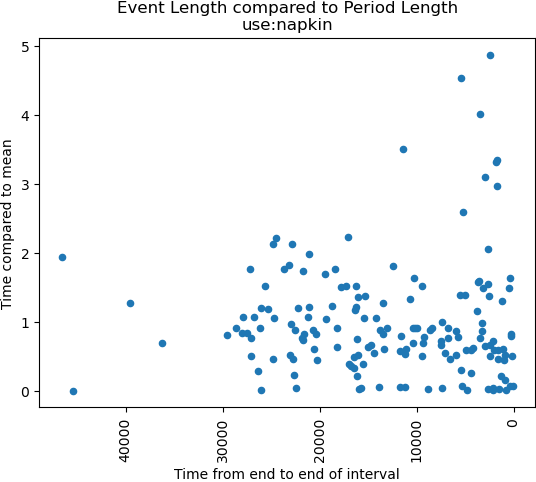 Event Length compared to Period Length
use:napkin
Time compared to mean
5
4
3
2
1
0
40000
30000
20000
10000
0
Time from end to end of interval